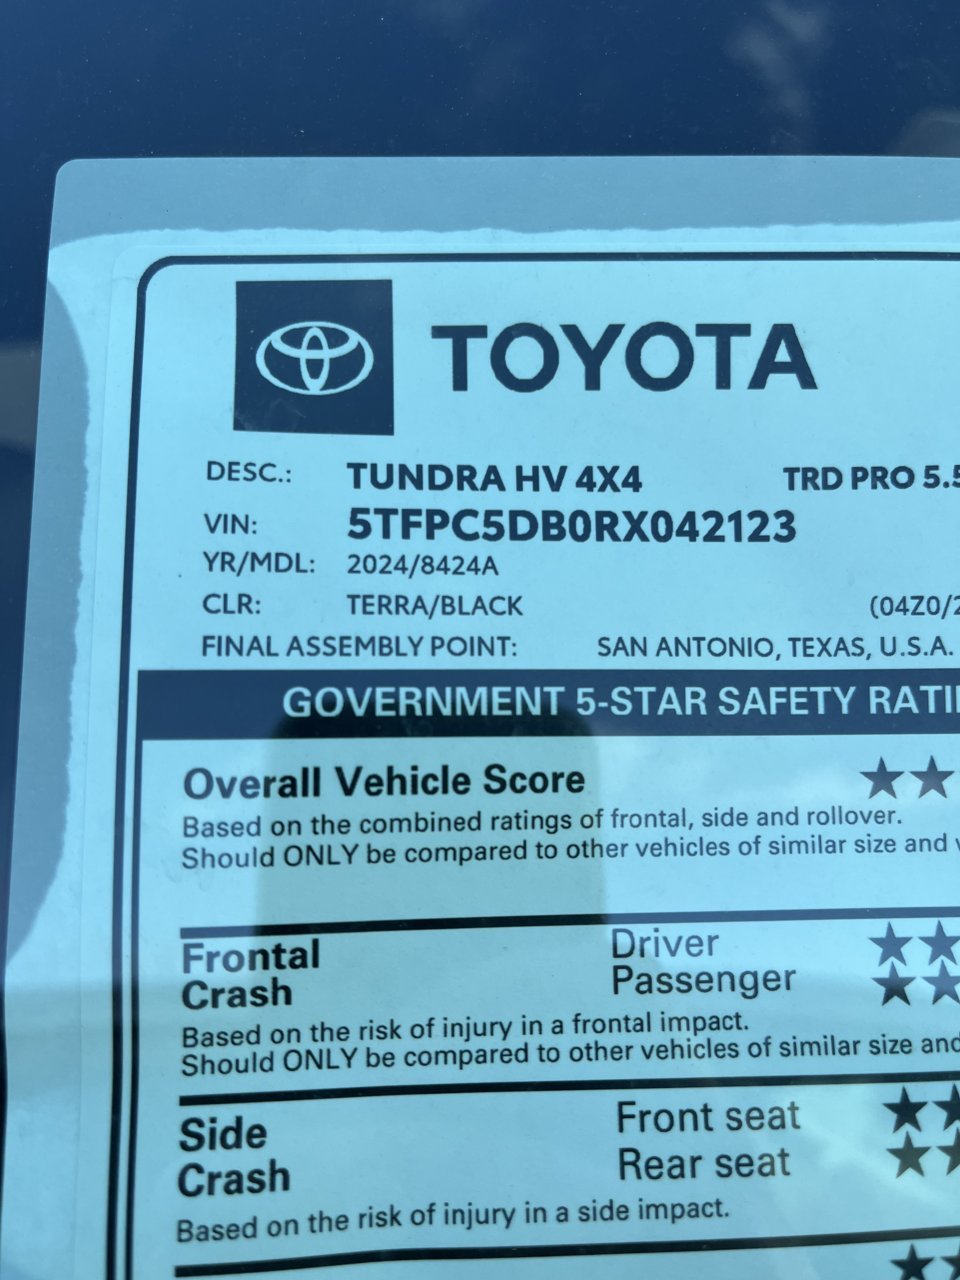 TOYOTA
DESC.: TUNDRA HV 4X4 TRD PRO 5.5
VIN: 5TFPC5DB0RX042123
YR/MDL: 2024/8424A
CLR: TERRA/BLACK (04Z0/2
FINAL ASSEMBLY POINT: SAN ANTONIO, TEXAS, U.S.A.
GOVERNMENT 5-STAR SAFETY RATI
Overall Vehicle Score ★★
Based on the combined ratings of frontal, side and rollover.
Should ONLY be compared to other vehicles of similar size and
Frontal Driver ★★
Crash Passenger ★★
Based on the risk of injury in a frontal impact.
Should ONLY be compared to other vehicles of similar size and
Side Front seat ★★
Crash Rear seat ★★
Based on the risk of injury in a side impact.
★★